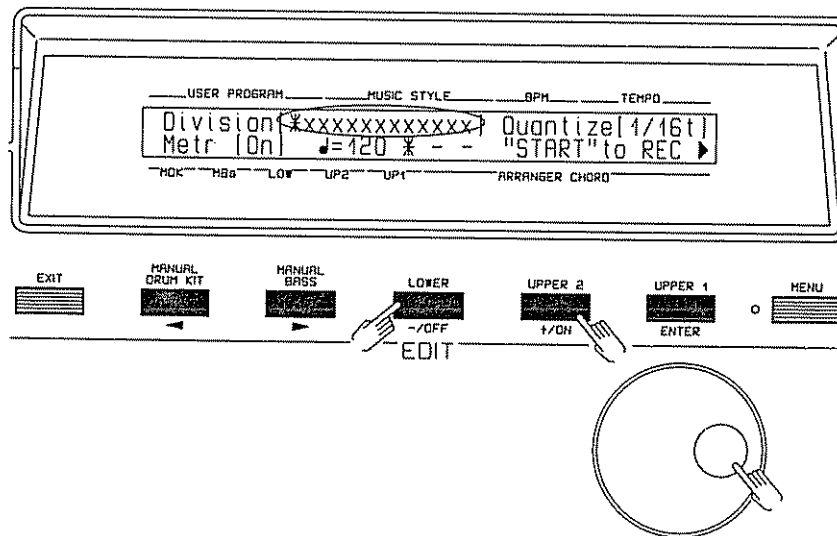 USER PROGRAM MUSIC STYLE BPM TEMPO
Division *xxxxxxxxxxxx Quantize[1/16t]
Metr [On] ♩=120 * - - "START"to REC ▶
MDK MBs LOW UP2 UP1 ARRANGER CHORD
EXIT MANUAL DRUM KIT MANUAL BASS LOWER UPPER 2 UPPER 1 MENU
◄ ► -/OFF +/ON ENTER
EDIT